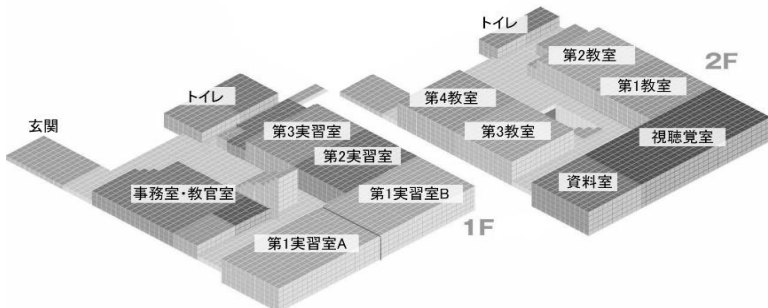 玄関
トイレ
第3実習室
第2実習室
事務室・教官室
第1実習室B
第1実習室A
1F
トイレ
第2教室
第1教室
第4教室
第3教室
視聴覚室
資料室
2F